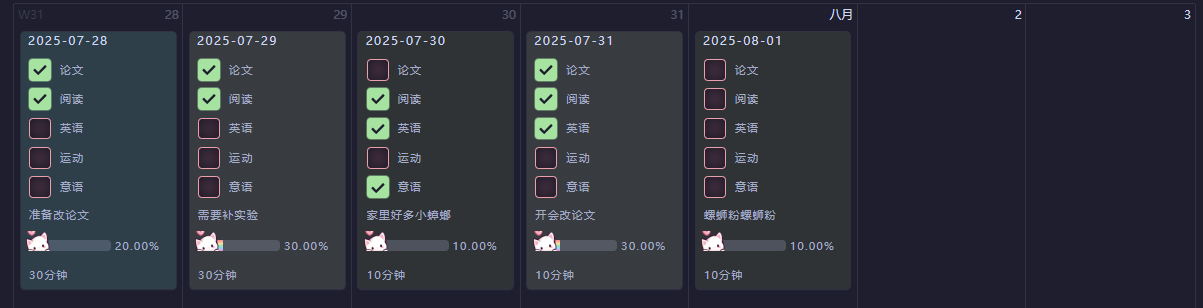 W31 28 29 30 31 八月 2 3
2025-07-28
论文
阅读
英语
运动
意语
准备改论文
20.00%
30分钟
2025-07-29
论文
阅读
英语
运动
意语
需要补实验
30.00%
30分钟
2025-07-30
论文
阅读
英语
运动
意语
家里好多小蟑螂
10.00%
10分钟
2025-07-31
论文
阅读
英语
运动
意语
开会改论文
30.00%
10分钟
2025-08-01
论文
阅读
英语
运动
意语
螺蛳粉螺蛳粉
10.00%
10分钟